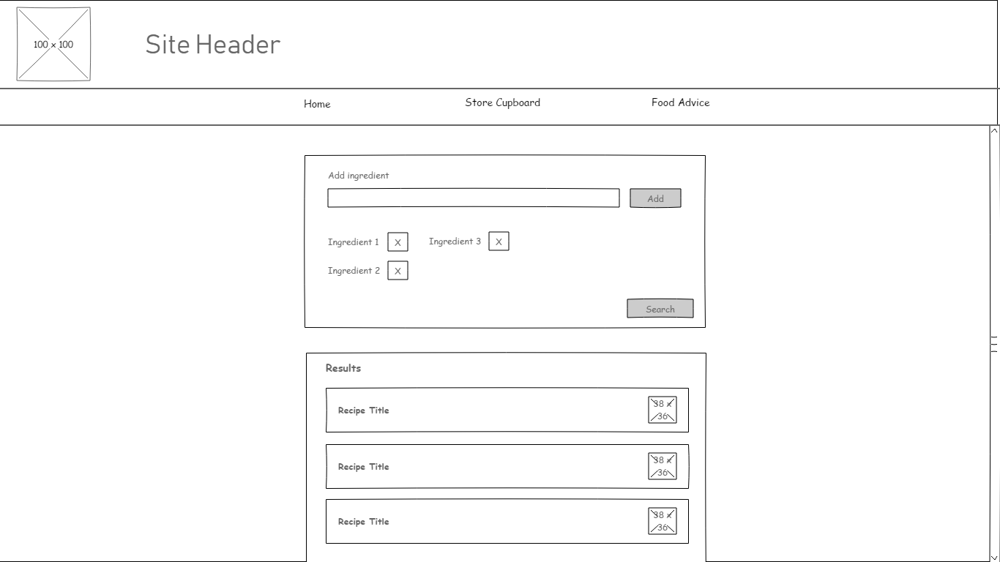 100 x 100
Site Header
Home
Store Cupboard
Food Advice
Add ingredient
Add
Ingredient 1 X
Ingredient 3 X
Ingredient 2 X
Search
Results
Recipe Title
38 x
36
Recipe Title
38 x
36
Recipe Title
38 x
36